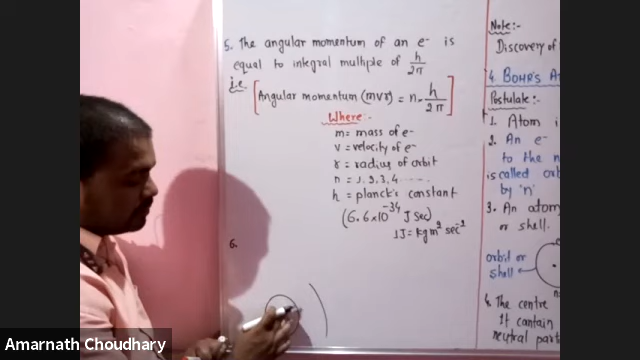 5. The angular momentum of an e⁻ is
equal to integral multiple of h/2π
i.e [Angular momentum (mvr) = n. h/2π]
Where:-
m = mass of e⁻
v = velocity of e⁻
r = radius of orbit
n = 1, 2, 3, 4 ......
h = planck's constant
(6.6×10⁻³⁴ J sec)
1J = kg m² sec⁻²
6.
Note:-
Discovery of
4. BOHR'S A
Postulate:-
1. Atom i
2. An e⁻
to the n
is called orb
by 'n'
3. An atom
or shell.
orbit or
shell
The centre
It contain
neutral part
Amarnath Choudhary